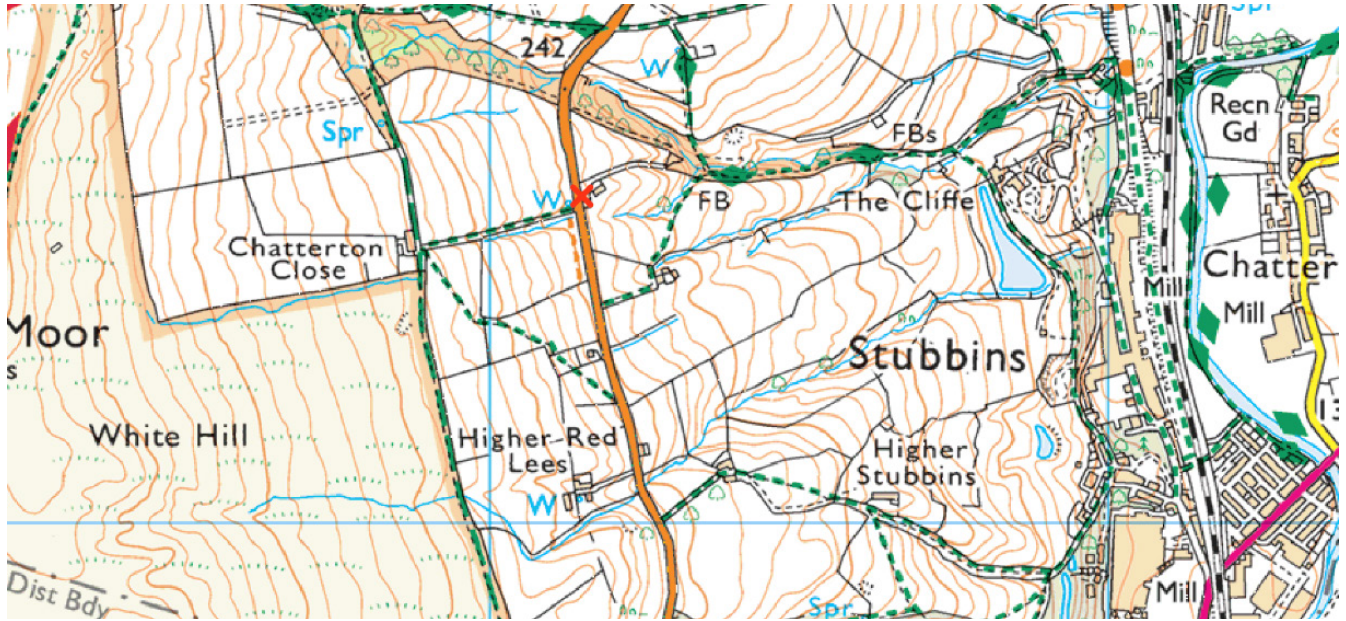 Spr
242
W
Recn
Gd
Spr
FBs
W
FB
The Cliffe
Chatterton
Close
Chatter
Mill
Mill
Moor
s
Stubbins
White Hill
Higher Red
Lees
Higher
Stubbins
13
W
Dist Bdy
Spr
Mill